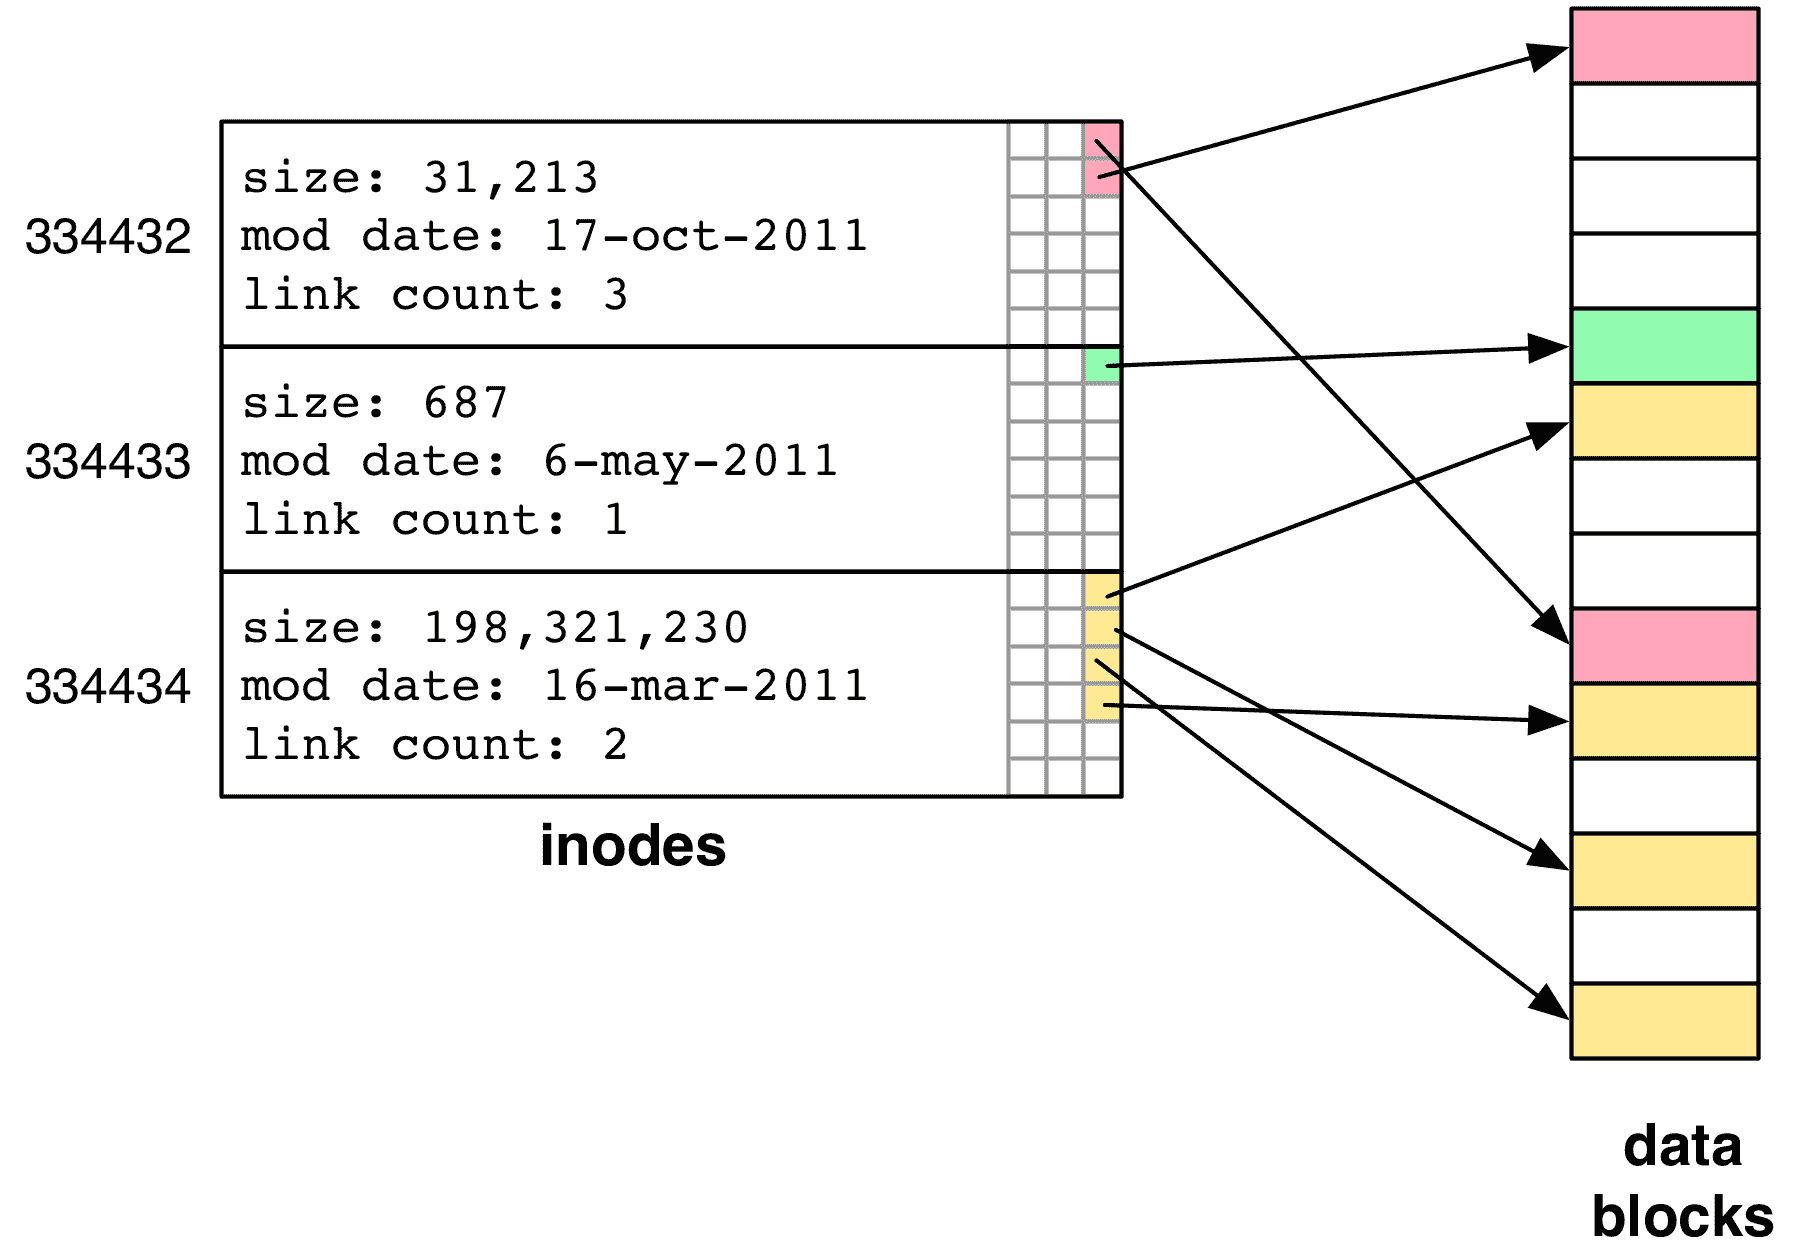 334432
size: 31,213
mod date: 17-oct-2011
link count: 3
334433
size: 687
mod date: 6-may-2011
link count: 1
334434
size: 198,321,230
mod date: 16-mar-2011
link count: 2
inodes
data
blocks